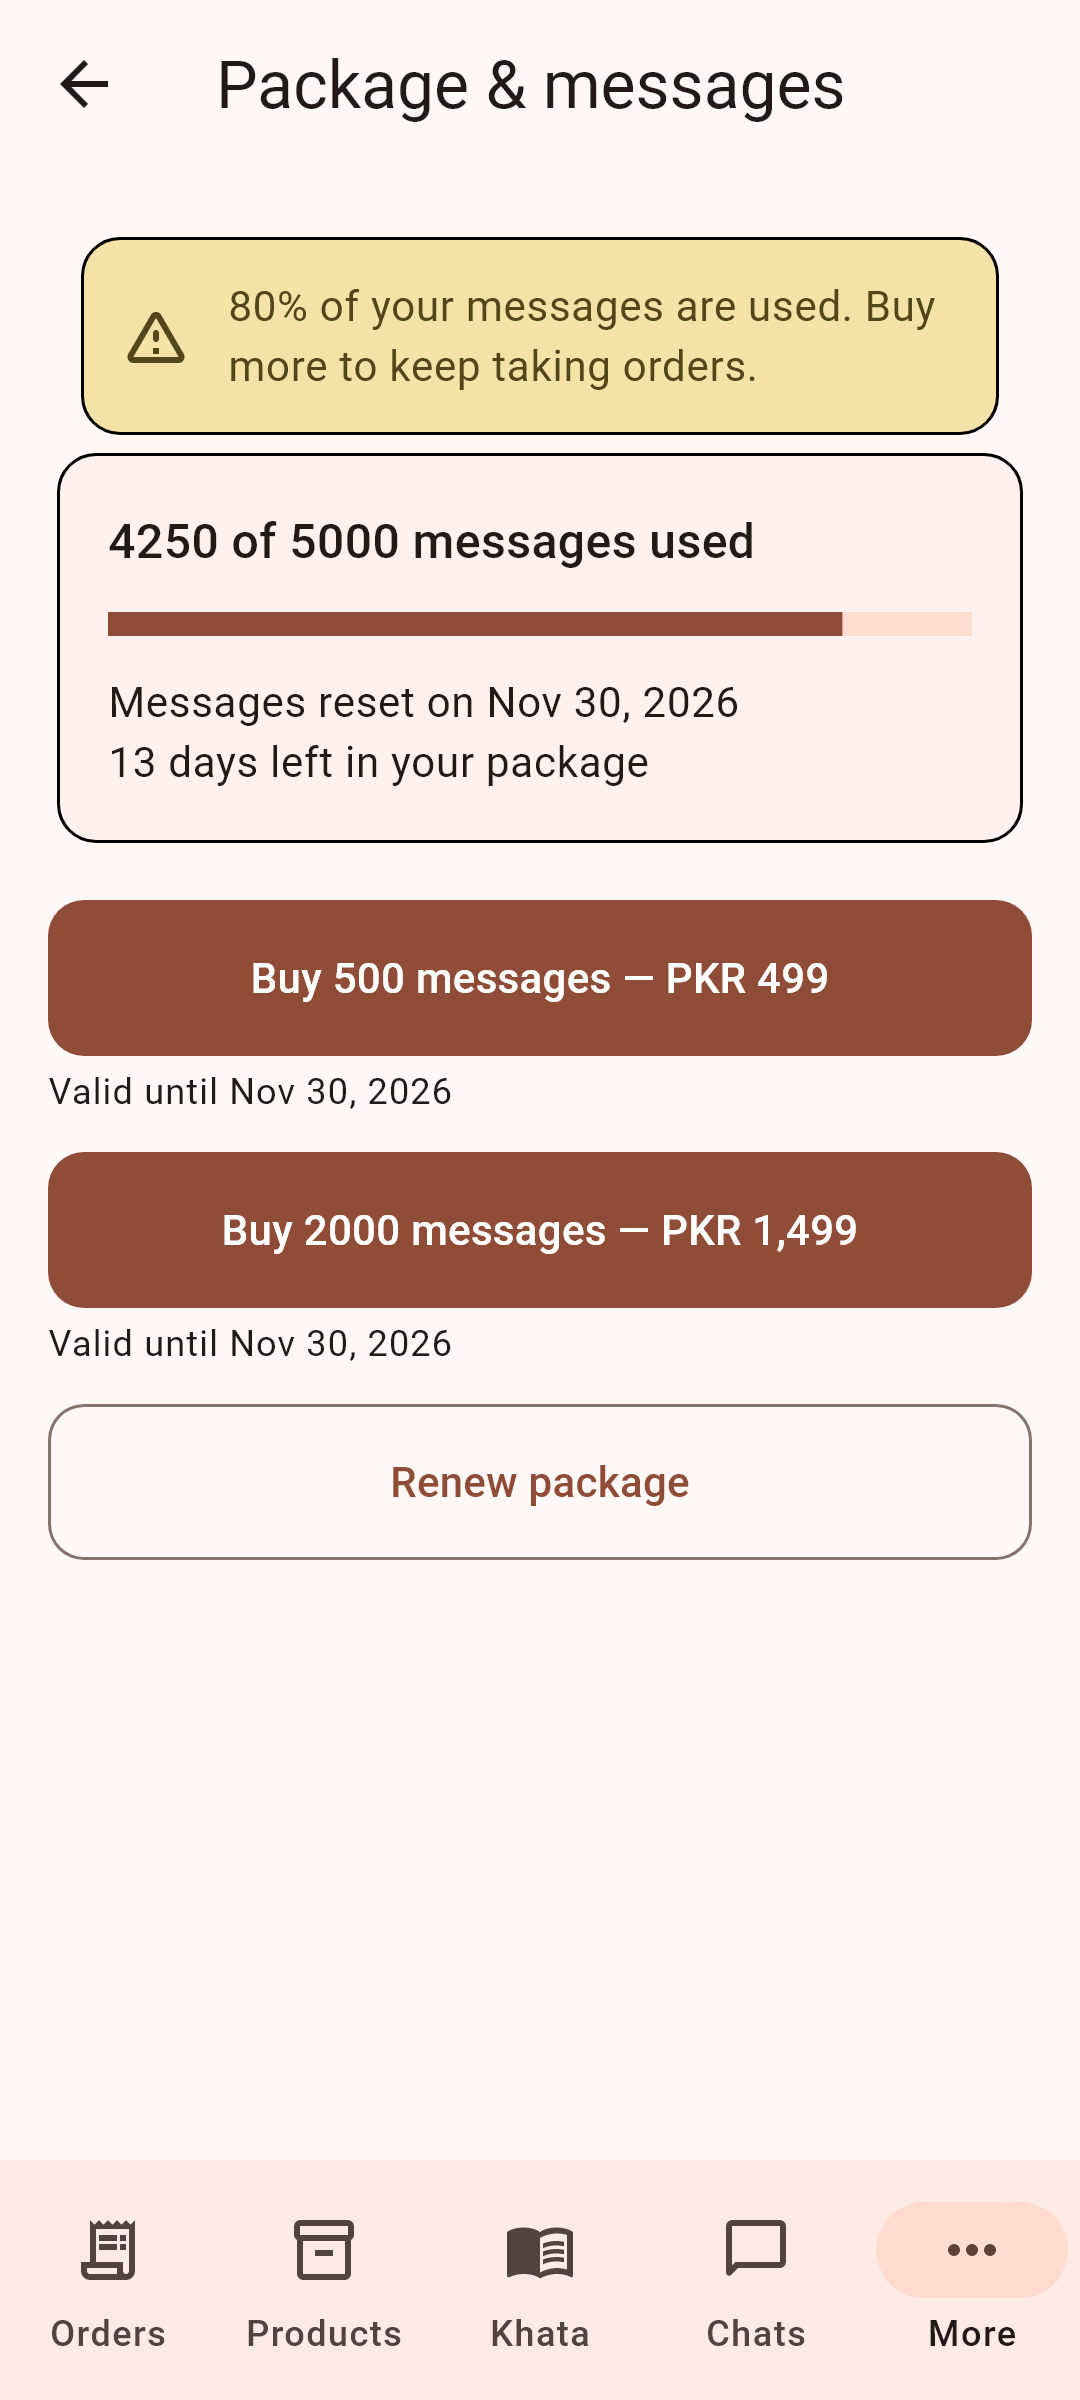 Package & messages
80% of your messages are used. Buy
more to keep taking orders.
4250 of 5000 messages used
Messages reset on Nov 30, 2026
13 days left in your package
Buy 500 messages — PKR 499
Valid until Nov 30, 2026
Buy 2000 messages — PKR 1,499
Valid until Nov 30, 2026
Renew package
Orders
Products
Khata
Chats
More